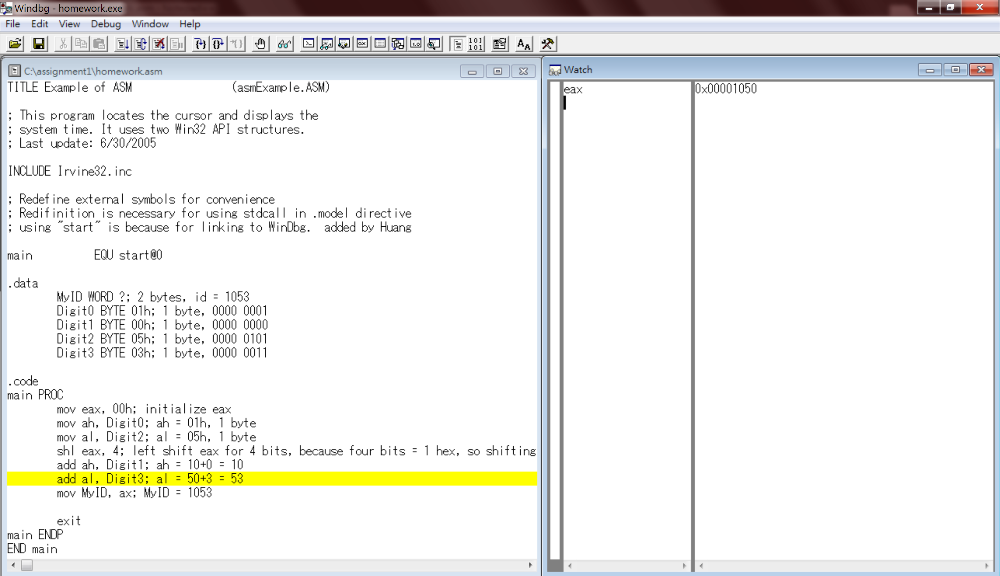 Windbg - homework.exe
File Edit View Debug Window Help
C:\assignment1\homework.asm
TITLE Example of ASM (asmExample.ASM)
; This program locates the cursor and displays the
; system time. It uses two Win32 API structures.
; Last update: 6/30/2005
INCLUDE Irvine32.inc
; Redefine external symbols for convenience
; Redifinition is necessary for using stdcall in .model directive
; using "start" is because for linking to WinDbg. added by Huang
main EQU start@0
.data
MyID WORD ?; 2 bytes, id = 1053
Digit0 BYTE 01h; 1 byte, 0000 0001
Digit1 BYTE 00h; 1 byte, 0000 0000
Digit2 BYTE 05h; 1 byte, 0000 0101
Digit3 BYTE 03h; 1 byte, 0000 0011
.code
main PROC
mov eax, 00h; initialize eax
mov ah, Digit0; ah = 01h, 1 byte
mov al, Digit2; al = 05h, 1 byte
shl eax, 4; left shift eax for 4 bits, because four bits = 1 hex, so shifting
add ah, Digit1; ah = 10+0 = 10
add al, Digit3; al = 50+3 = 53
mov MyID, ax; MyID = 1053
exit
main ENDP
END main
Watch
eax 0x00001050